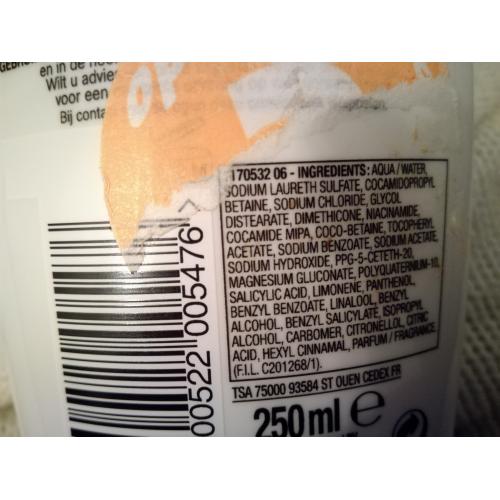 en in de
Wilt u advies
voor een
Bij conta
OP
170532 06 - INGREDIENTS: AQUA / WATER,
SODIUM LAURETH SULFATE, COCAMIDOPROPYL
BETAINE, SODIUM CHLORIDE, GLYCOL
DISTEARATE, DIMETHICONE, NIACINAMIDE,
COCAMIDE MIPA, COCO-BETAINE, TOCOPHERYL
ACETATE, SODIUM BENZOATE, SODIUM ACETATE,
SODIUM HYDROXIDE, PPG-5-CETETH-20,
MAGNESIUM GLUCONATE, POLYQUATERNIUM-10,
SALICYLIC ACID, LIMONENE, PANTHENOL,
BENZYL BENZOATE, LINALOOL, BENZYL
ALCOHOL, BENZYL SALICYLATE, ISOPROPYL
ALCOHOL, CARBOMER, CITRONELLOL, CITRIC
ACID, HEXYL CINNAMAL, PARFUM / FRAGRANCE
(F.I.L. C201268/1).
TSA 75000 93584 ST OUEN CEDEX FR
250 ml e
00522 005476 >